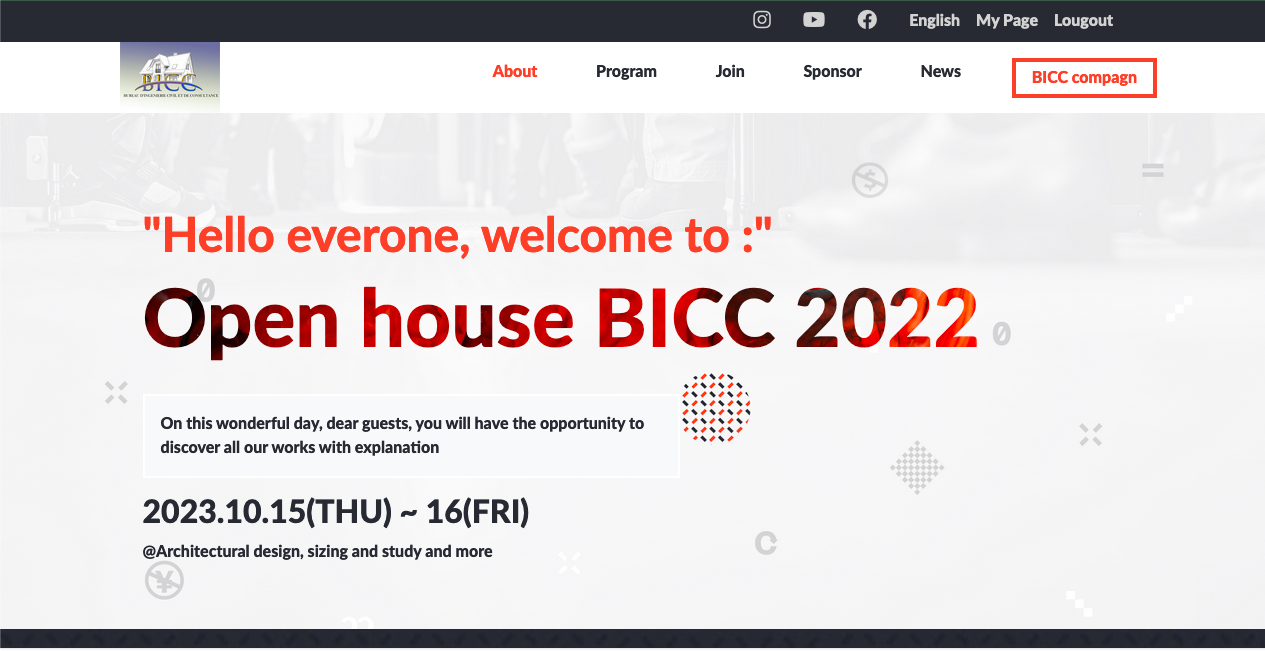 English My Page Lougout
BICC
BUREAU D'INGENIERIE CIVIL ET DE CONSULTANCE
About Program Join Sponsor News BICC compagn
"Hello everone, welcome to :"
Open house BICC 2022
On this wonderful day, dear guests, you will have the opportunity to
discover all our works with explanation
2023.10.15(THU) ~ 16(FRI)
@Architectural design, sizing and study and more